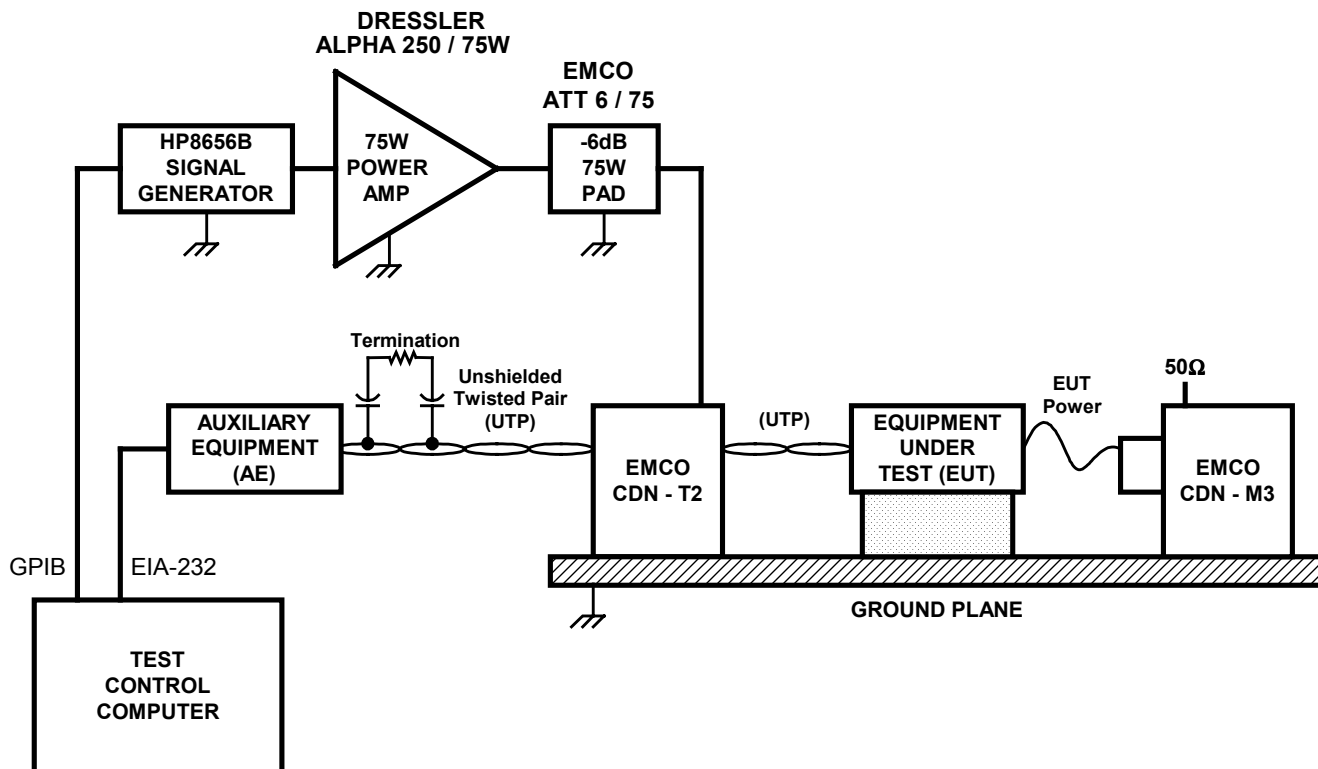 DRESSLER
ALPHA 250 / 75W
EMCO
ATT 6 / 75
HP8656B
SIGNAL
GENERATOR
75W
POWER
AMP
-6dB
75W
PAD
Termination
Unshielded
Twisted Pair
(UTP)
AUXILIARY
EQUIPMENT
(AE)
EMCO
CDN - T2
(UTP)
EQUIPMENT
UNDER
TEST (EUT)
EUT
Power
50Ω
EMCO
CDN - M3
GPIB
EIA-232
GROUND PLANE
TEST
CONTROL
COMPUTER